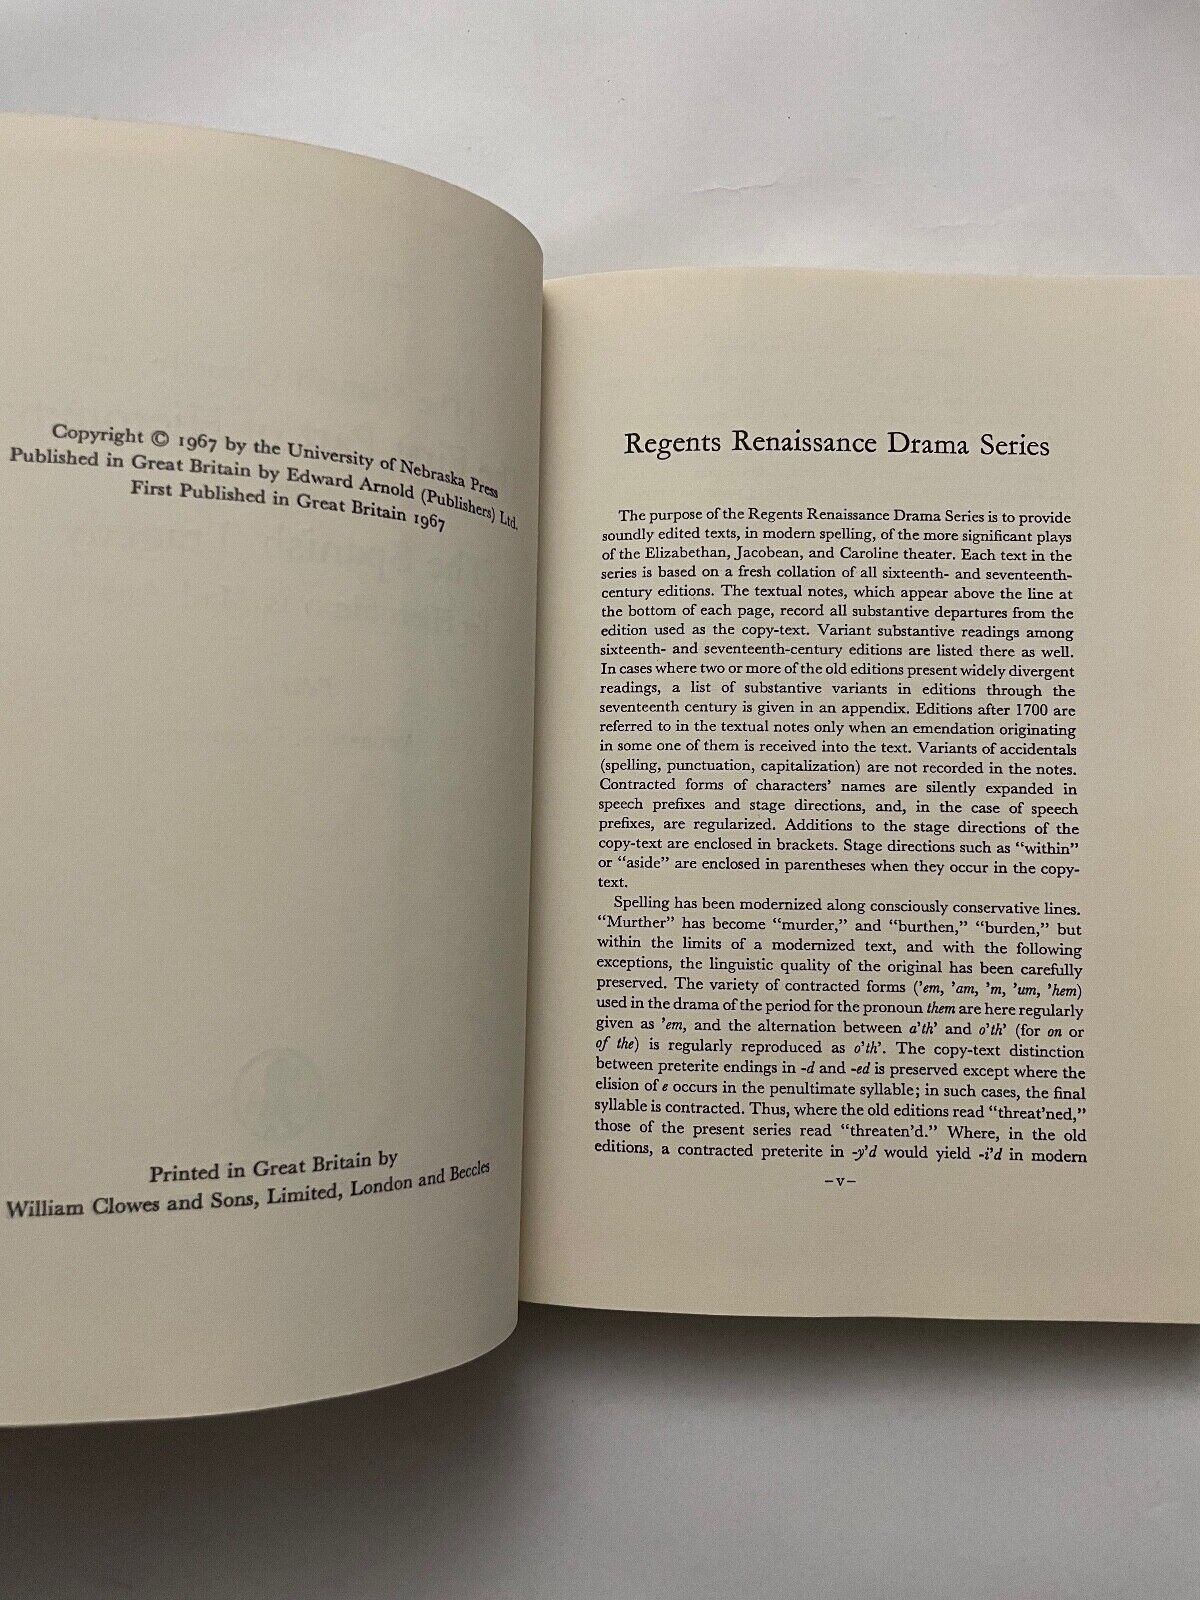 Copyright © 1967 by the University of Nebraska Press
Published in Great Britain by Edward Arnold (Publishers) Ltd.
First Published in Great Britain 1967
Printed in Great Britain by
William Clowes and Sons, Limited, London and Beccles
Regents Renaissance Drama Series
The purpose of the Regents Renaissance Drama Series is to provide
soundly edited texts, in modern spelling, of the more significant plays
of the Elizabethan, Jacobean, and Caroline theater. Each text in the
series is based on a fresh collation of all sixteenth- and seventeenth-
century editions. The textual notes, which appear above the line at
the bottom of each page, record all substantive departures from the
edition used as the copy-text. Variant substantive readings among
sixteenth- and seventeenth-century editions are listed there as well.
In cases where two or more of the old editions present widely divergent
readings, a list of substantive variants in editions through the
seventeenth century is given in an appendix. Editions after 1700 are
referred to in the textual notes only when an emendation originating
in some one of them is received into the text. Variants of accidentals
(spelling, punctuation, capitalization) are not recorded in the notes.
Contracted forms of characters’ names are silently expanded in
speech prefixes and stage directions, and, in the case of speech
prefixes, are regularized. Additions to the stage directions of the
copy-text are enclosed in brackets. Stage directions such as “within”
or “aside” are enclosed in parentheses when they occur in the copy-
text.
Spelling has been modernized along consciously conservative lines.
“Murther” has become “murder,” and “burthen,” “burden,” but
within the limits of a modernized text, and with the following
exceptions, the linguistic quality of the original has been carefully
preserved. The variety of contracted forms (’em, ’am, ’m, ’um, ’hem)
used in the drama of the period for the pronoun them are here regularly
given as ’em, and the alternation between a’th’ and o’th’ (for on or
of the) is regularly reproduced as o’th’. The copy-text distinction
between preterite endings in -d and -ed is preserved except where the
elision of e occurs in the penultimate syllable; in such cases, the final
syllable is contracted. Thus, where the old editions read “threat’ned,”
those of the present series read “threaten’d.” Where, in the old
editions, a contracted preterite in -y’d would yield -i’d in modern
–v–